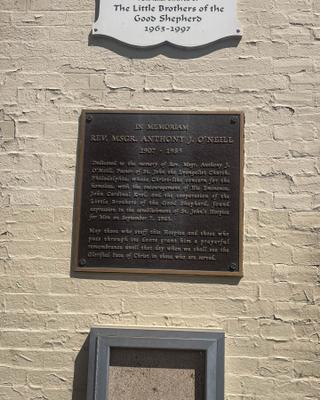 The Little Brothers of the
Good Shepherd
1963-1997
IN MEMORIAM
REV. MSGR. ANTHONY J. O'NEILL
1907 - 1985
Dedicated to the memory of Rev. Msgr. Anthony J.
O'Neill, Pastor of St. John the Evangelist Church,
Philadelphia, whose Christ-like concern for the
homeless, with the encouragement of His Eminence,
John Cardinal Krol, and the cooperation of the
Little Brothers of the Good Shepherd, found
expression in the establishment of St. John's Hospice
for Men on September 7, 1963.
May those who staff this Hospice and those who
pass through its doors grant him a prayerful
remembrance until that day when we shall see the
Glorified Face of Christ in those who are served.